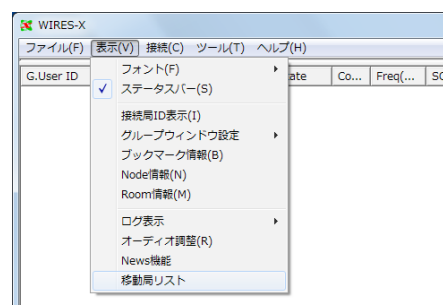 WIRES-X
ファイル(F) 表示(V) 接続(C) ツール(T) ヘルプ(H)
G.User ID ate Co... Freq(... SQ
フォント(F)
ステータスバー(S)
接続局ID表示(I)
グループウィンドウ設定
ブックマーク情報(B)
Node情報(N)
Room情報(M)
ログ表示
オーディオ調整(R)
News機能
移動局リスト